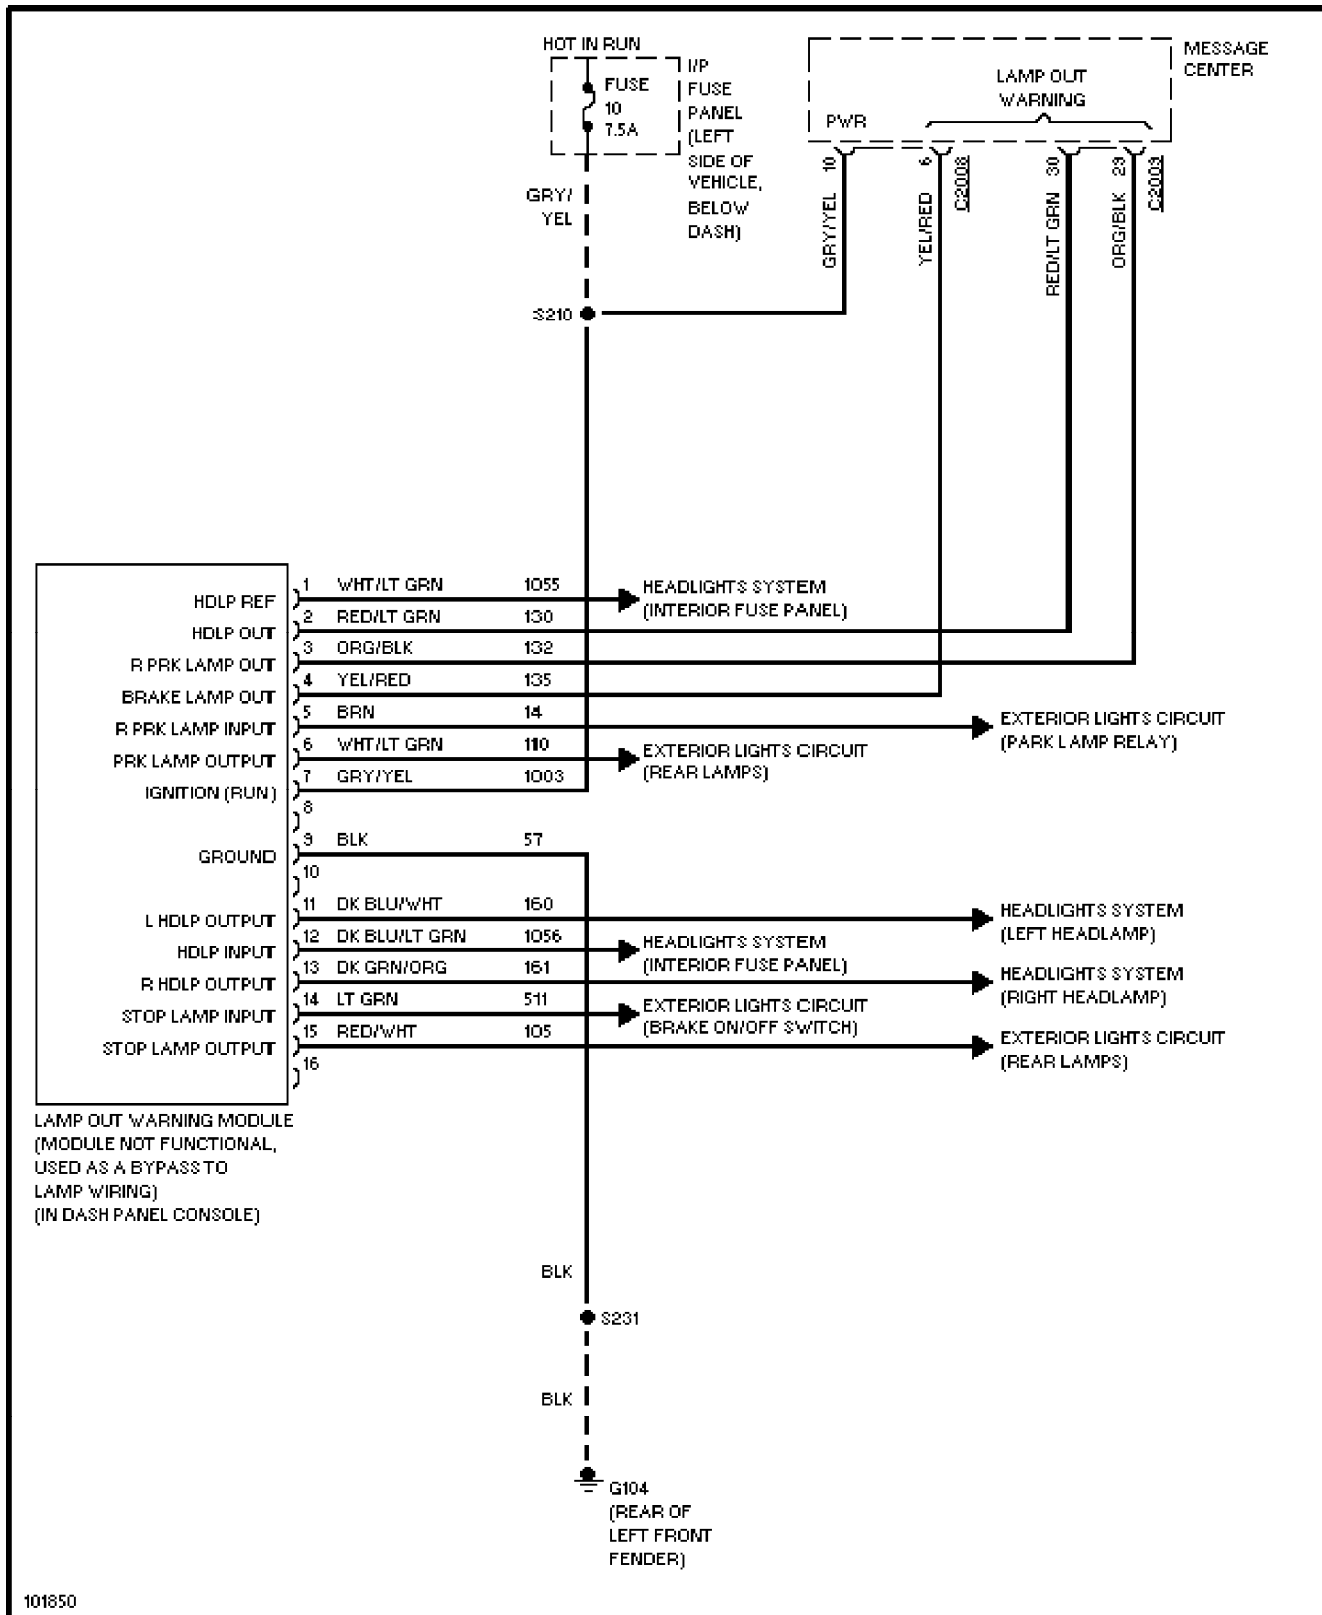 HOT IN RUN
FUSE
10
7.5A
I/P
FUSE
PANEL
(LEFT
SIDE OF
VEHICLE,
BELOW
DASH)
MESSAGE
CENTER
LAMP OUT
WARNING
PWR
10
6
C2008
30
29
C2009
GRY/
YEL
GRY/YEL
YEL/RED
RED/LT GRN
ORG/BLK
S210
HDLP REF 1 WHT/LT GRN 1055 HEADLIGHTS SYSTEM
(INTERIOR FUSE PANEL)
HDLP OUT 2 RED/LT GRN 130
R PRK LAMP OUT 3 ORG/BLK 132
BRAKE LAMP OUT 4 YEL/RED 135
R PRK LAMP INPUT 5 BRN 14 EXTERIOR LIGHTS CIRCUIT
(PARK LAMP RELAY)
PRK LAMP OUTPUT 6 WHT/LT GRN 110 EXTERIOR LIGHTS CIRCUIT
(REAR LAMPS)
IGNITION (RUN) 7 GRY/YEL 1003
8
GROUND 9 BLK 57
10
L HDLP OUTPUT 11 DK BLU/WHT 160 HEADLIGHTS SYSTEM
(LEFT HEADLAMP)
HDLP INPUT 12 DK BLU/LT GRN 1056 HEADLIGHTS SYSTEM
(INTERIOR FUSE PANEL)
R HDLP OUTPUT 13 DK GRN/ORG 161 HEADLIGHTS SYSTEM
(RIGHT HEADLAMP)
STOP LAMP INPUT 14 LT GRN 511 EXTERIOR LIGHTS CIRCUIT
(BRAKE ON/OFF SWITCH)
STOP LAMP OUTPUT 15 RED/WHT 105 EXTERIOR LIGHTS CIRCUIT
(REAR LAMPS)
16
LAMP OUT WARNING MODULE
(MODULE NOT FUNCTIONAL,
USED AS A BYPASS TO
LAMP WIRING)
(IN DASH PANEL CONSOLE)
BLK
S231
BLK
G104
(REAR OF
LEFT FRONT
FENDER)
101850